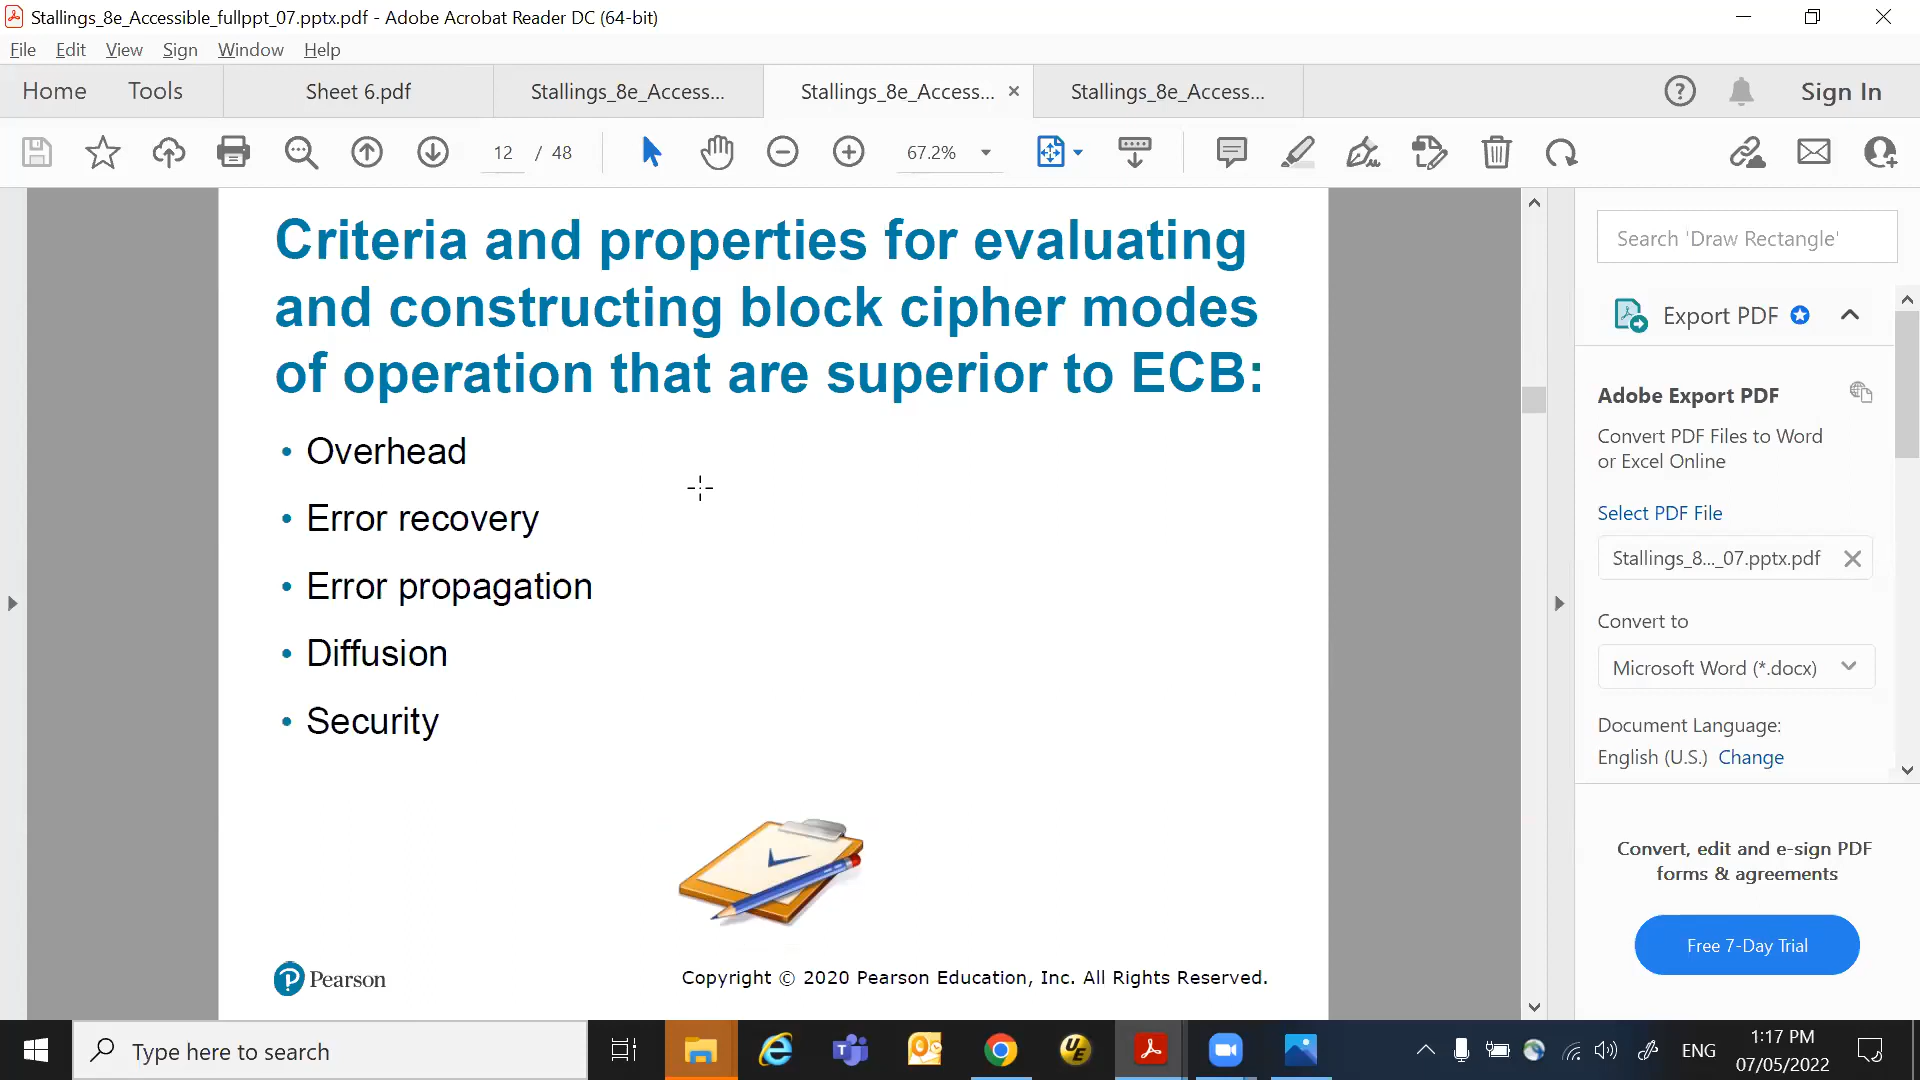 Stallings_8e_Accessible_fullppt_07.pptx.pdf - Adobe Acrobat Reader DC (64-bit)
File Edit View Sign Window Help
Home Tools Sheet 6.pdf Stallings_8e_Access... Stallings_8e_Access... Stallings_8e_Access... Sign In
12 / 48 67.2%
Criteria and properties for evaluating
and constructing block cipher modes
of operation that are superior to ECB:
• Overhead
• Error recovery
• Error propagation
• Diffusion
• Security
Pearson
Copyright © 2020 Pearson Education, Inc. All Rights Reserved.
Search 'Draw Rectangle'
Export PDF
Adobe Export PDF
Convert PDF Files to Word
or Excel Online
Select PDF File
Stallings_8..._07.pptx.pdf
Convert to
Microsoft Word (*.docx)
Document Language:
English (U.S.) Change
Convert, edit and e-sign PDF
forms & agreements
Free 7-Day Trial
Type here to search
ENG
1:17 PM
07/05/2022